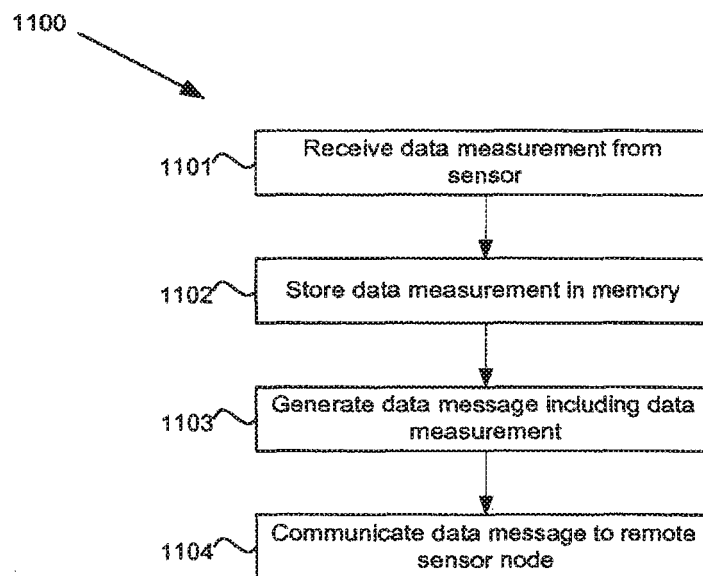 1100
1101
Receive data measurement from
sensor
1102
Store data measurement in memory
1103
Generate data message including data
measurement
1104
Communicate data message to remote
sensor node